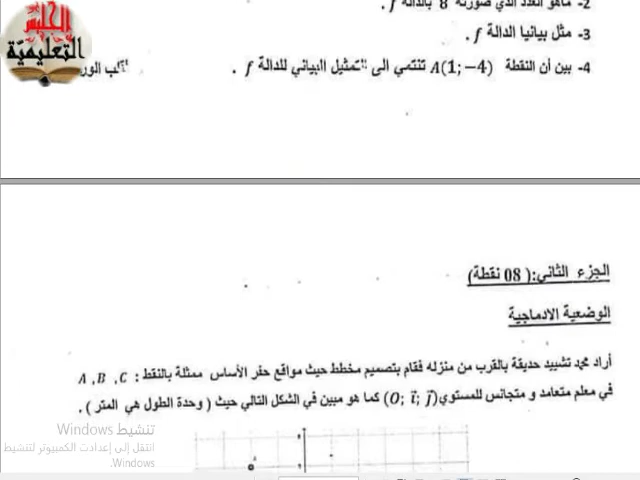 الجليس
التعليمية
2- ماهو العدد الذي صورته 8 بالدالة f .
3- مثل بيانيا الدالة f .
4- بين أن النقطة A(1;−4) تنتمي الى التمثيل البياني للدالة f .
الجزء الثاني:( 08 نقطة)
الوضعية الادماجية
أراد محمد تشييد حديقة بالقرب من منزله فقام بتصميم مخطط حيث مواقع حفر الأساس ممثلة بالنقط : A ,B ,C
في معلم متعامد و متجانس للمستوي (O; i; j) كما هو مبين في الشكل التالي حيث ( وحدة الطول هي المتر ) .
تنشيط Windows
انتقل إلى إعدادت الكمبيوتر لتنشيط
.Windows